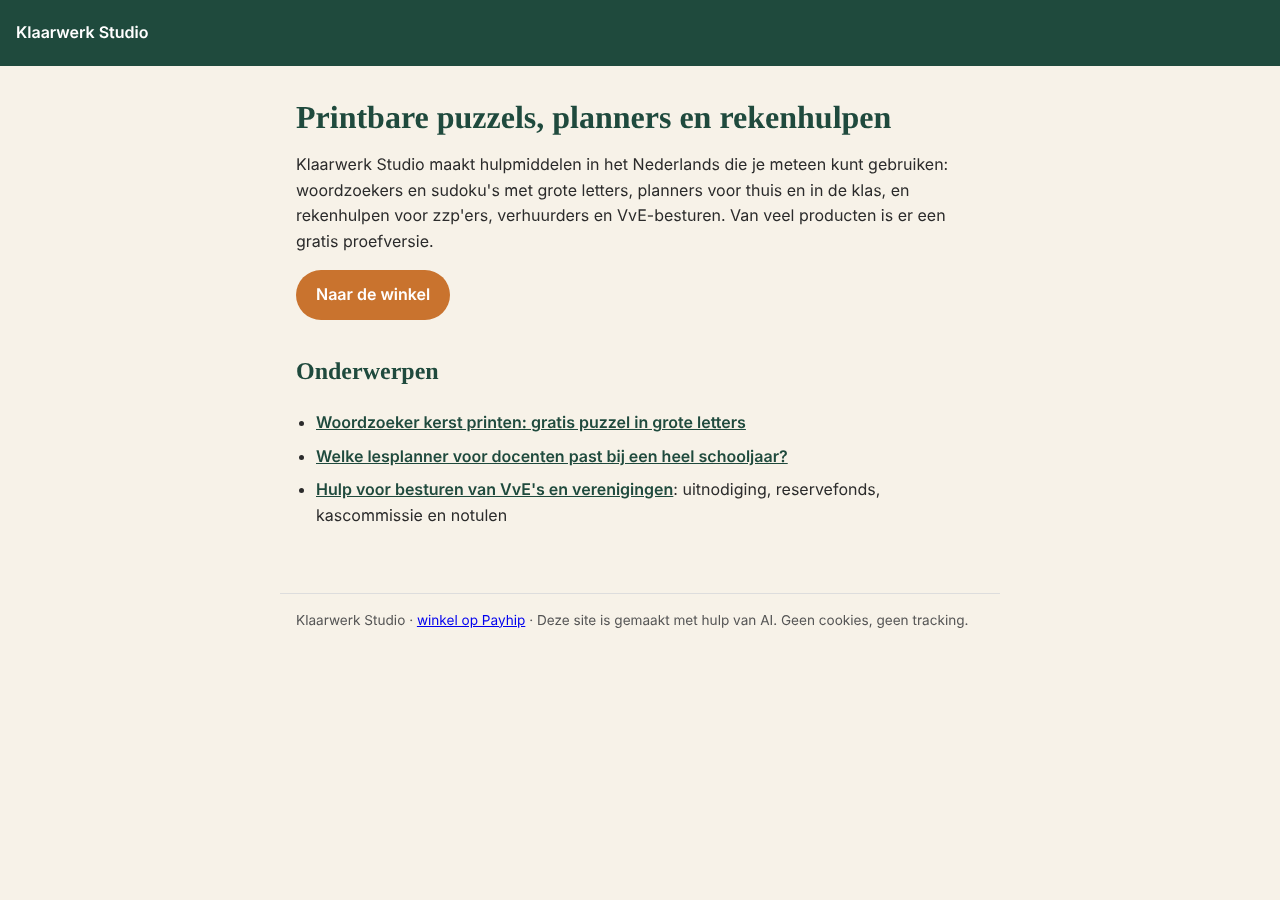 Klaarwerk Studio
Printbare puzzels, planners en rekenhulpen
Klaarwerk Studio maakt hulpmiddelen in het Nederlands die je meteen kunt gebruiken:
woordzoekers en sudoku's met grote letters, planners voor thuis en in de klas, en
rekenhulpen voor zzp'ers, verhuurders en VvE-besturen. Van veel producten is er een
gratis proefversie.
Naar de winkel
Onderwerpen
• Woordzoeker kerst printen: gratis puzzel in grote letters
• Welke lesplanner voor docenten past bij een heel schooljaar?
• Hulp voor besturen van VvE's en verenigingen: uitnodiging, reservefonds,
kascommissie en notulen
Klaarwerk Studio · winkel op Payhip · Deze site is gemaakt met hulp van AI. Geen cookies, geen tracking.